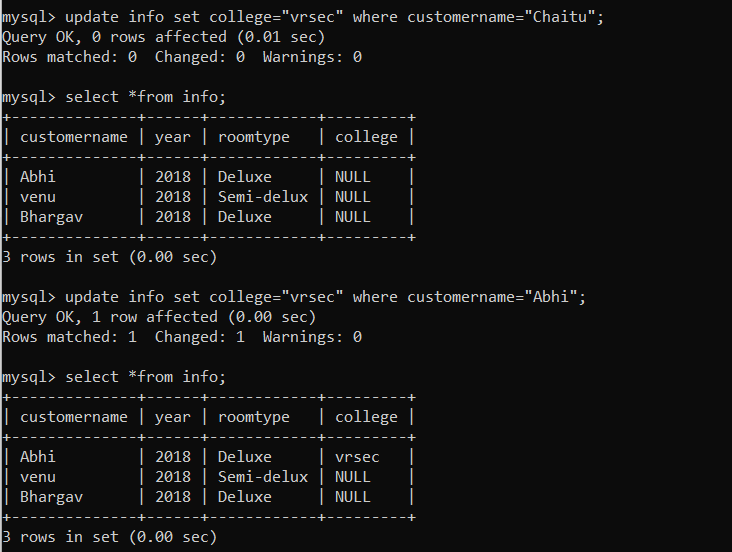 mysql> update info set college="vrsec" where customername="Chaitu";
Query OK, 0 rows affected (0.01 sec)
Rows matched: 0  Changed: 0  Warnings: 0

mysql> select *from info;
+--------------+------+------------+---------+
| customername | year | roomtype   | college |
+--------------+------+------------+---------+
| Abhi         | 2018 | Deluxe     | NULL    |
| venu         | 2018 | Semi-delux | NULL    |
| Bhargav      | 2018 | Deluxe     | NULL    |
+--------------+------+------------+---------+
3 rows in set (0.00 sec)

mysql> update info set college="vrsec" where customername="Abhi";
Query OK, 1 row affected (0.00 sec)
Rows matched: 1  Changed: 1  Warnings: 0

mysql> select *from info;
+--------------+------+------------+---------+
| customername | year | roomtype   | college |
+--------------+------+------------+---------+
| Abhi         | 2018 | Deluxe     | vrsec   |
| venu         | 2018 | Semi-delux | NULL    |
| Bhargav      | 2018 | Deluxe     | NULL    |
+--------------+------+------------+---------+
3 rows in set (0.00 sec)